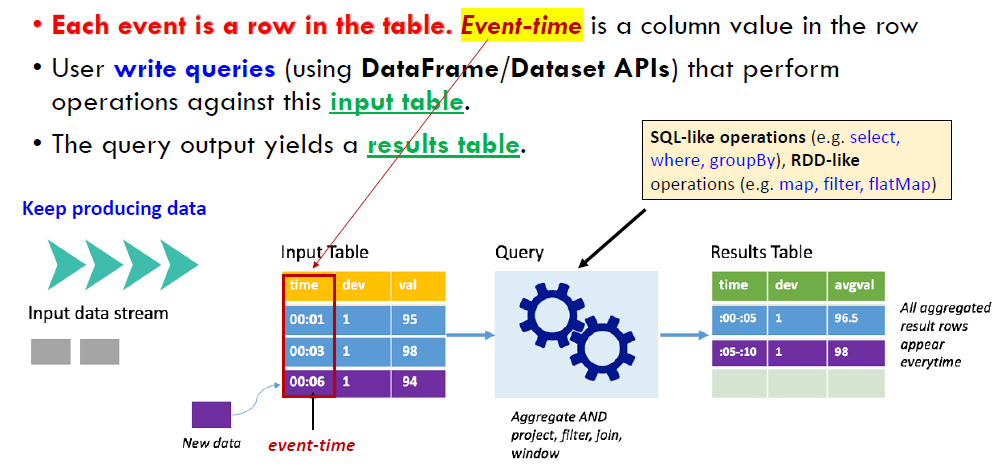 • Each event is a row in the table. Event-time is a column value in the row
• User write queries (using DataFrame/Dataset APIs) that perform
operations against this input table.
• The query output yields a results table.
SQL-like operations (e.g. select,
where, groupBy), RDD-like
operations (e.g. map, filter, flatMap)
Keep producing data
Input data stream
New data
Input Table
time dev val
00:01 1 95
00:03 1 98
00:06 1 94
event-time
Query
Aggregate AND
project, filter, join,
window
Results Table
time dev avgval
:00-:05 1 96.5
:05-:10 1 98
All aggregated
result rows
appear
everytime